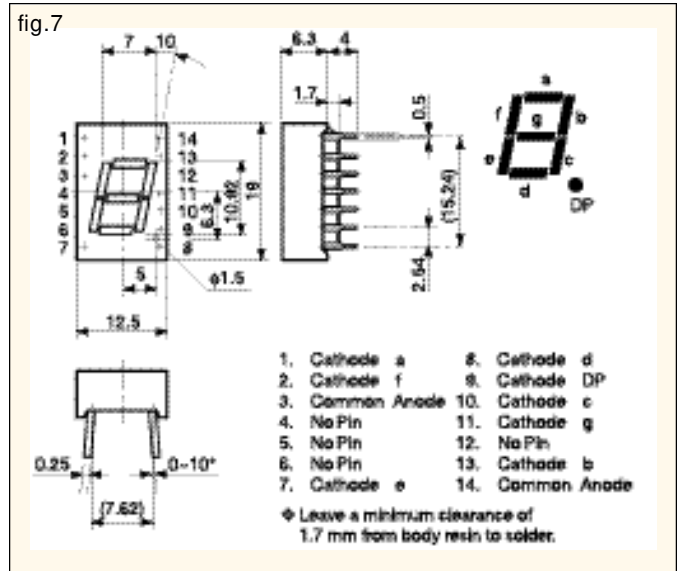 fig.7
7 10
6.3 4
1.7
0.5
a
f g b
e c
d
DP
1 14
2 13
3 12
4 11
5 10
6 9
7 8
6.3
10.92
19
(15.24)
2.54
5
φ1.5
12.5
0.25
0~10°
(7.62)
1. Cathode a 8. Cathode d
2. Cathode f 9. Cathode DP
3. Common Anode 10. Cathode c
4. No Pin 11. Cathode g
5. No Pin 12. No Pin
6. No Pin 13. Cathode b
7. Cathode e 14. Common Anode
❖ Leave a minimum clearance of
1.7 mm from body resin to solder.